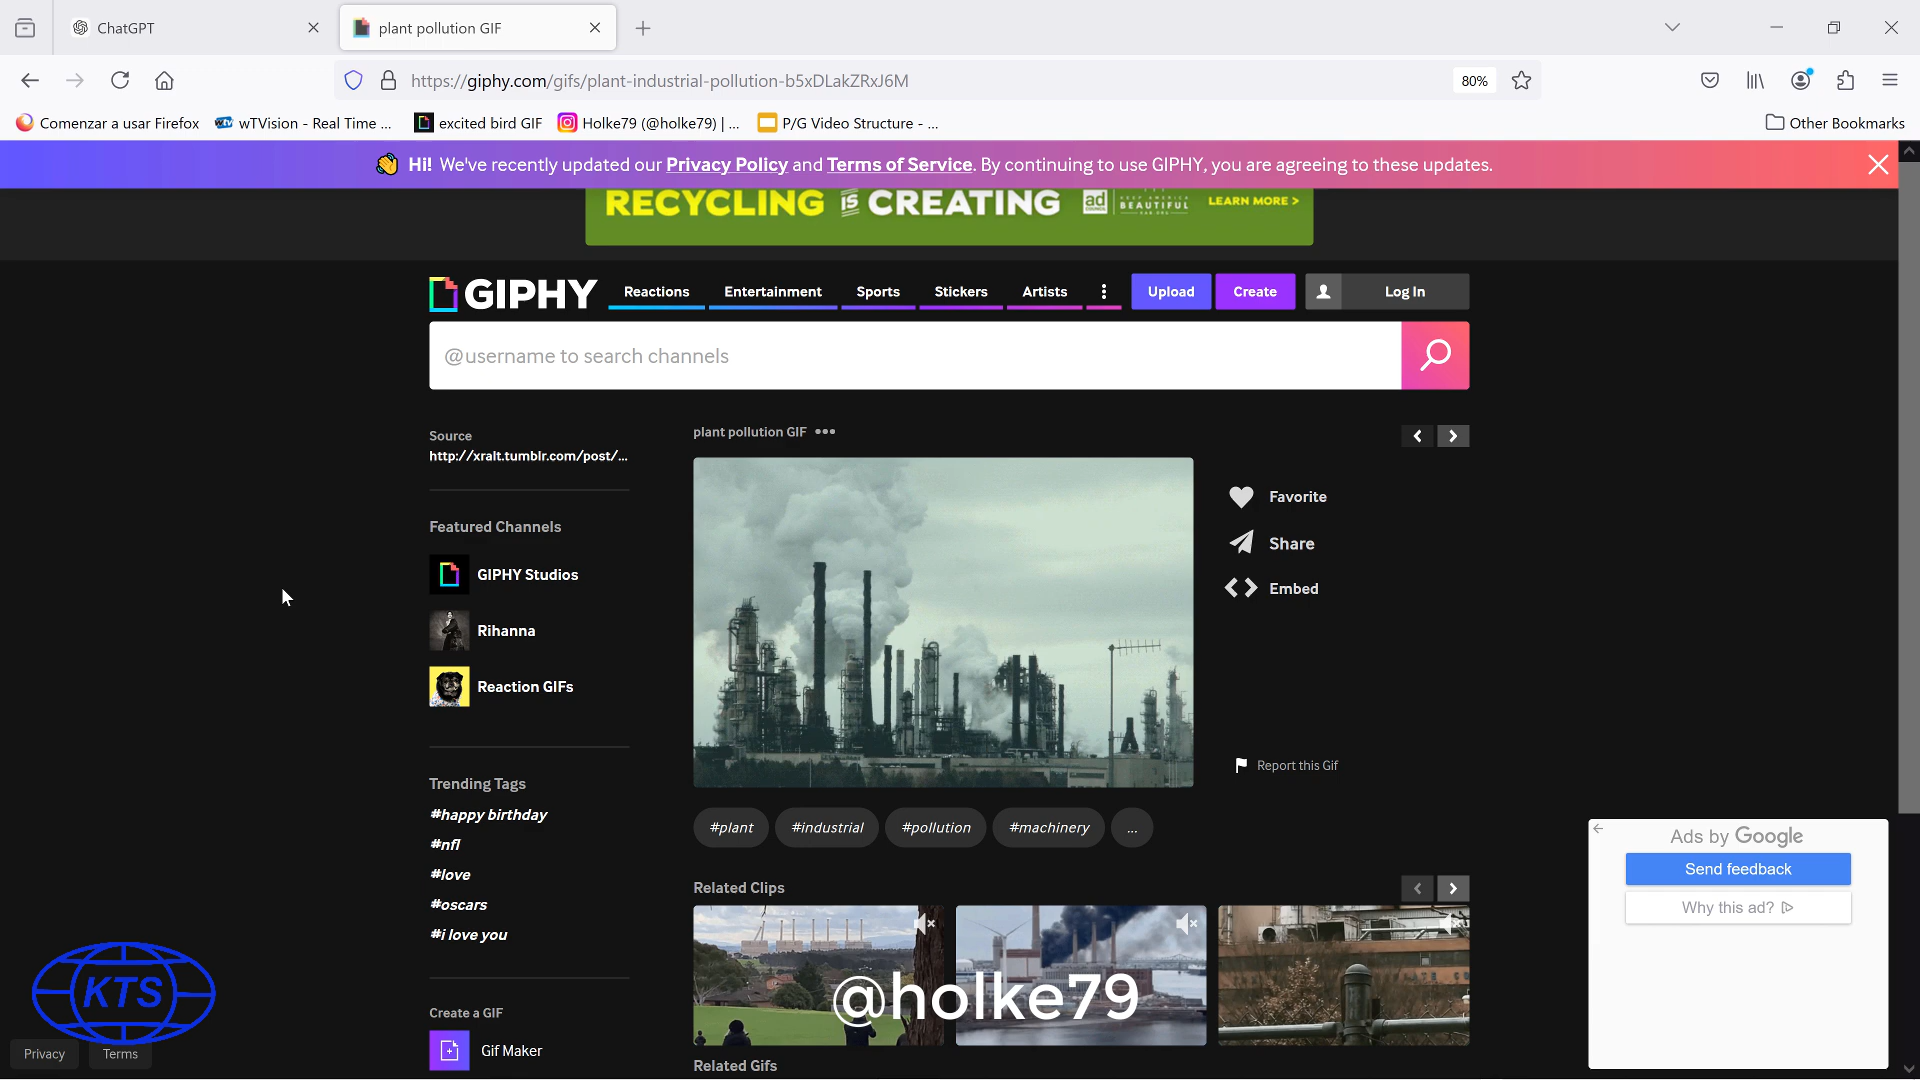 ChatGPT
plant pollution GIF
https://giphy.com/gifs/plant-industrial-pollution-b5xDLakZRxJ6M
80%
Comenzar a usar Firefox
wTVision - Real Time ...
excited bird GIF
Holke79 (@holke79) | ...
P/G Video Structure - ...
Other Bookmarks
Hi! We've recently updated our Privacy Policy and Terms of Service. By continuing to use GIPHY, you are agreeing to these updates.
RECYCLING IS CREATING
ad
BEAUTIFUL
LEARN MORE >
GIPHY
Reactions
Entertainment
Sports
Stickers
Artists
Upload
Create
Log In
@username to search channels
Source
http://xralt.tumblr.com/post/...
Featured Channels
GIPHY Studios
Rihanna
Reaction GIFs
Trending Tags
#happy birthday
#nfl
#love
#oscars
#i love you
Create a GIF
Gif Maker
plant pollution GIF •••
Favorite
Share
Embed
Report this Gif
#plant
#industrial
#pollution
#machinery
...
Related Clips
@holke79
Related Gifs
Ads by Google
Send feedback
Why this ad?
KTS
Privacy
Terms